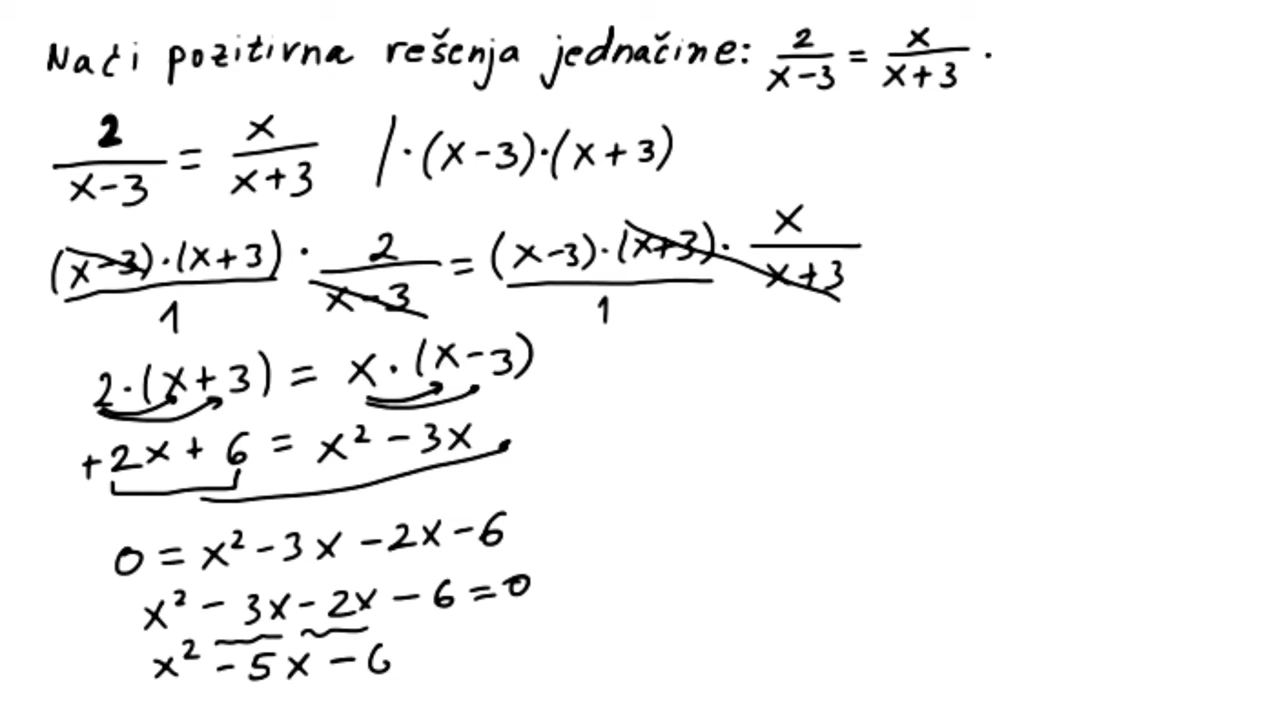 Naći pozitivna rešenja jednačine: 2/(x-3) = x/(x+3).
2/(x-3) = x/(x+3) /·(x-3)·(x+3)
(x-3)·(x+3)/1 · 2/(x-3) = (x-3)·(x+3)/1 · x/(x+3)
2·(x+3) = x·(x-3)
+2x+6 = x²-3x
0 = x²-3x-2x-6
x²-3x-2x-6=0
x²-5x-6